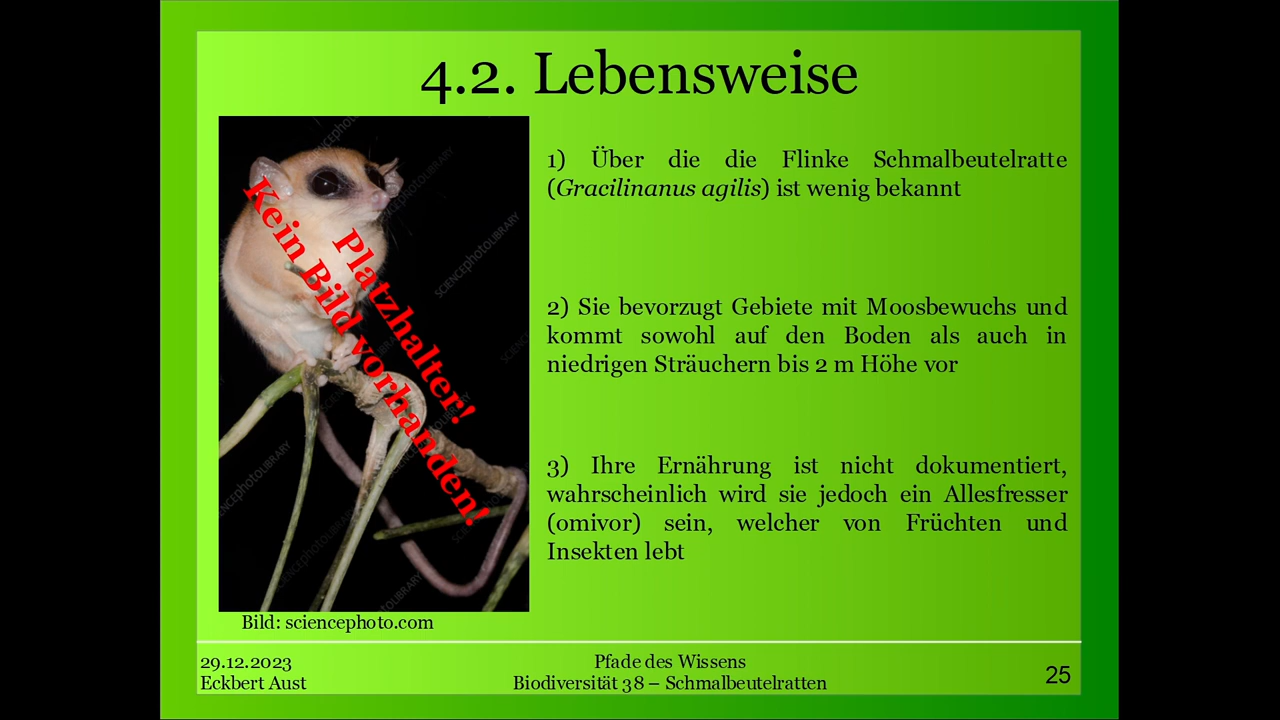 4.2. Lebensweise
Platzhalter!
Kein Bild vorhanden!
SCIENCEphotoLIBRARY
Bild: sciencephoto.com
1) Über die die Flinke Schmalbeutelratte
(Gracilinanus agilis) ist wenig bekannt
2) Sie bevorzugt Gebiete mit Moosbewuchs und
kommt sowohl auf den Boden als auch in
niedrigen Sträuchern bis 2 m Höhe vor
3) Ihre Ernährung ist nicht dokumentiert,
wahrscheinlich wird sie jedoch ein Allesfresser
(omivor) sein, welcher von Früchten und
Insekten lebt
29.12.2023
Eckbert Aust
Pfade des Wissens
Biodiversität 38 – Schmalbeutelratten
25